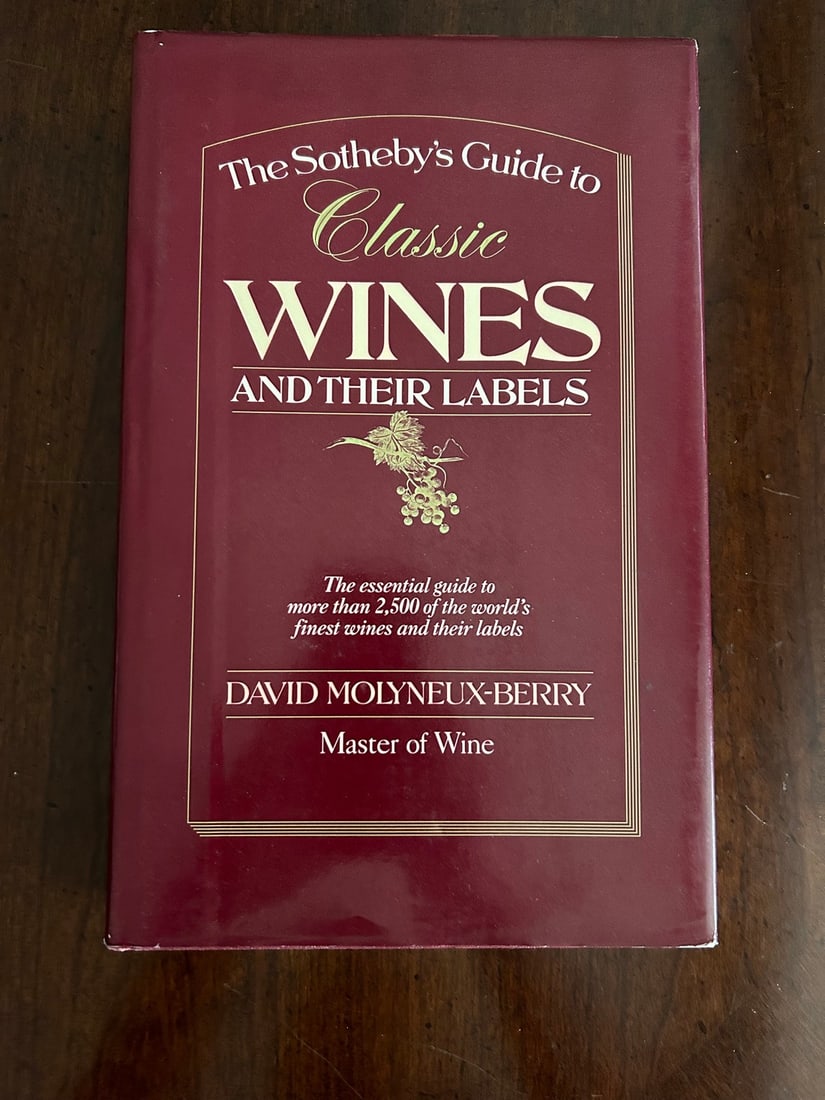 The Sotheby's Guide to
Classic
WINES
AND THEIR LABELS
The essential guide to
more than 2,500 of the world's
finest wines and their labels
DAVID MOLYNEUX-BERRY
Master of Wine